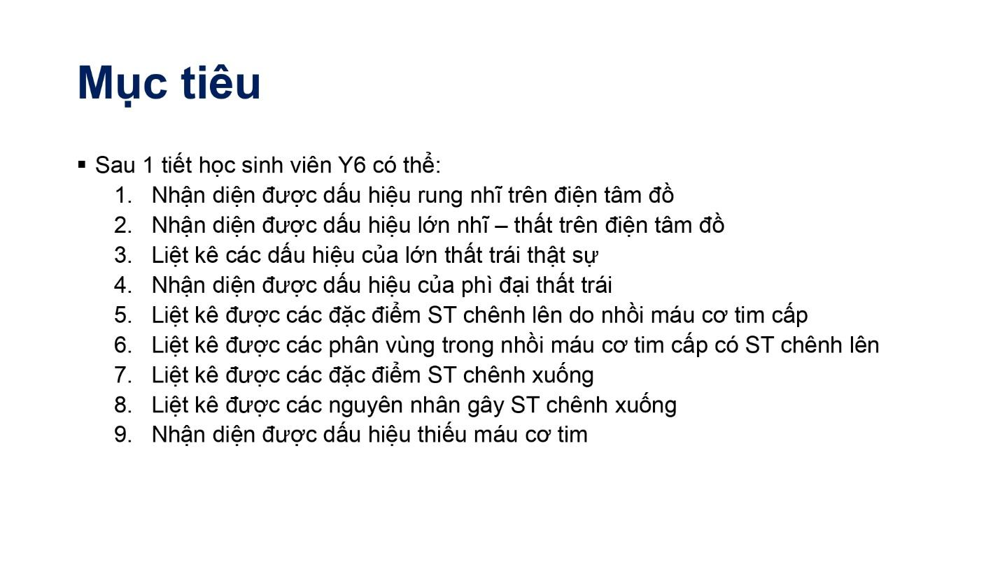 Mục tiêu
▪ Sau 1 tiết học sinh viên Y6 có thể:
1. Nhận diện được dấu hiệu rung nhĩ trên điện tâm đồ
2. Nhận diện được dấu hiệu lớn nhĩ – thất trên điện tâm đồ
3. Liệt kê các dấu hiệu của lớn thất trái thật sự
4. Nhận diện được dấu hiệu của phì đại thất trái
5. Liệt kê được các đặc điểm ST chênh lên do nhồi máu cơ tim cấp
6. Liệt kê được các phân vùng trong nhồi máu cơ tim cấp có ST chênh lên
7. Liệt kê được các đặc điểm ST chênh xuống
8. Liệt kê được các nguyên nhân gây ST chênh xuống
9. Nhận diện được dấu hiệu thiếu máu cơ tim